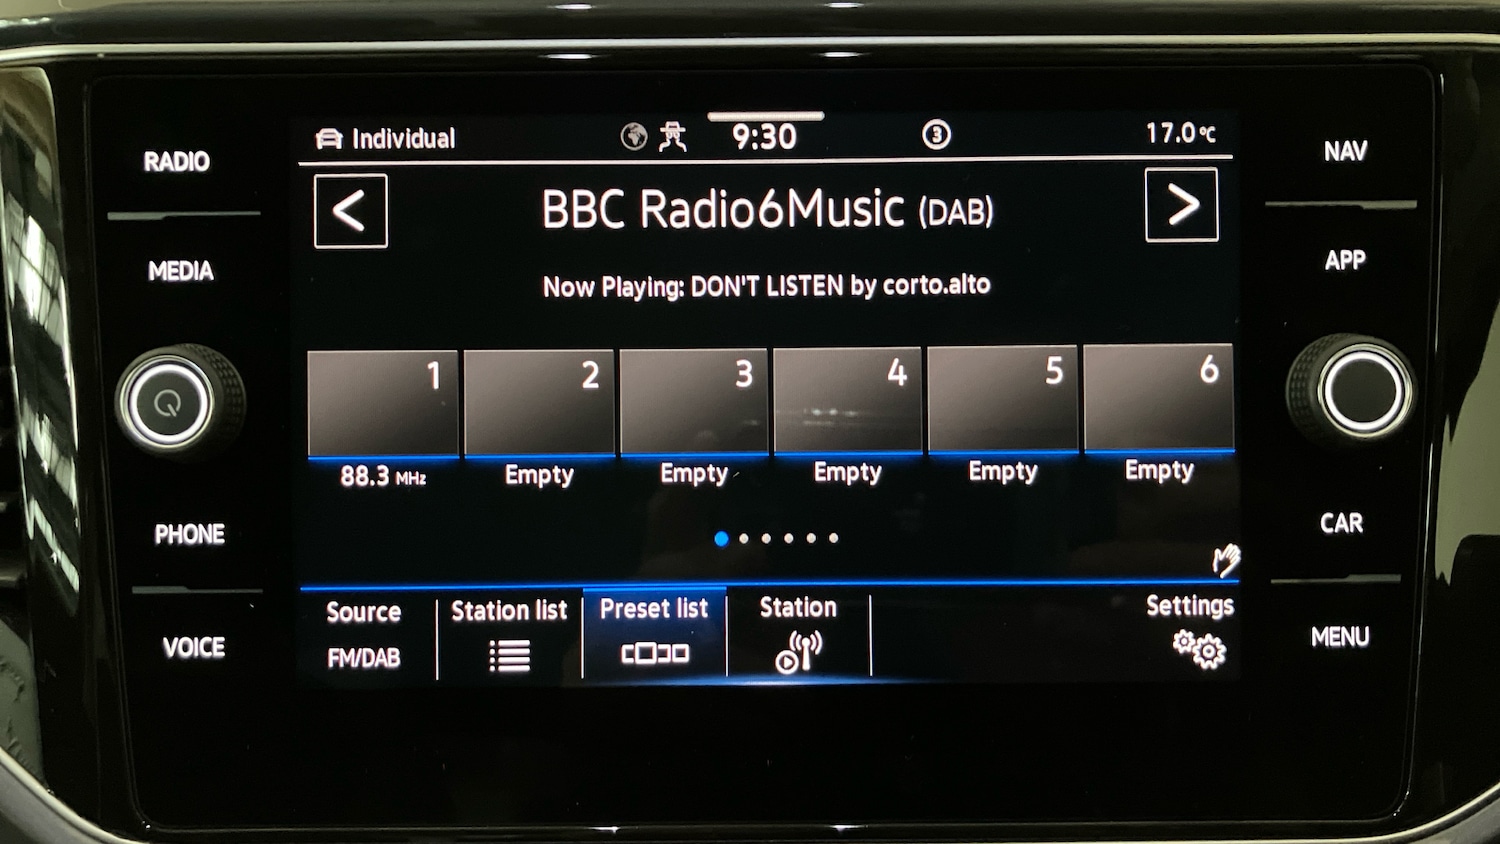 RADIO
MEDIA
PHONE
VOICE
Individual
9:30
3
17.0°C
<
BBC Radio6Music (DAB)
>
Now Playing: DON'T LISTEN by corto.alto
1 2 3 4 5 6
88.3 MHz Empty Empty Empty Empty Empty
Source
FM/DAB
Station list
Preset list
Station
Settings
NAV
APP
CAR
MENU